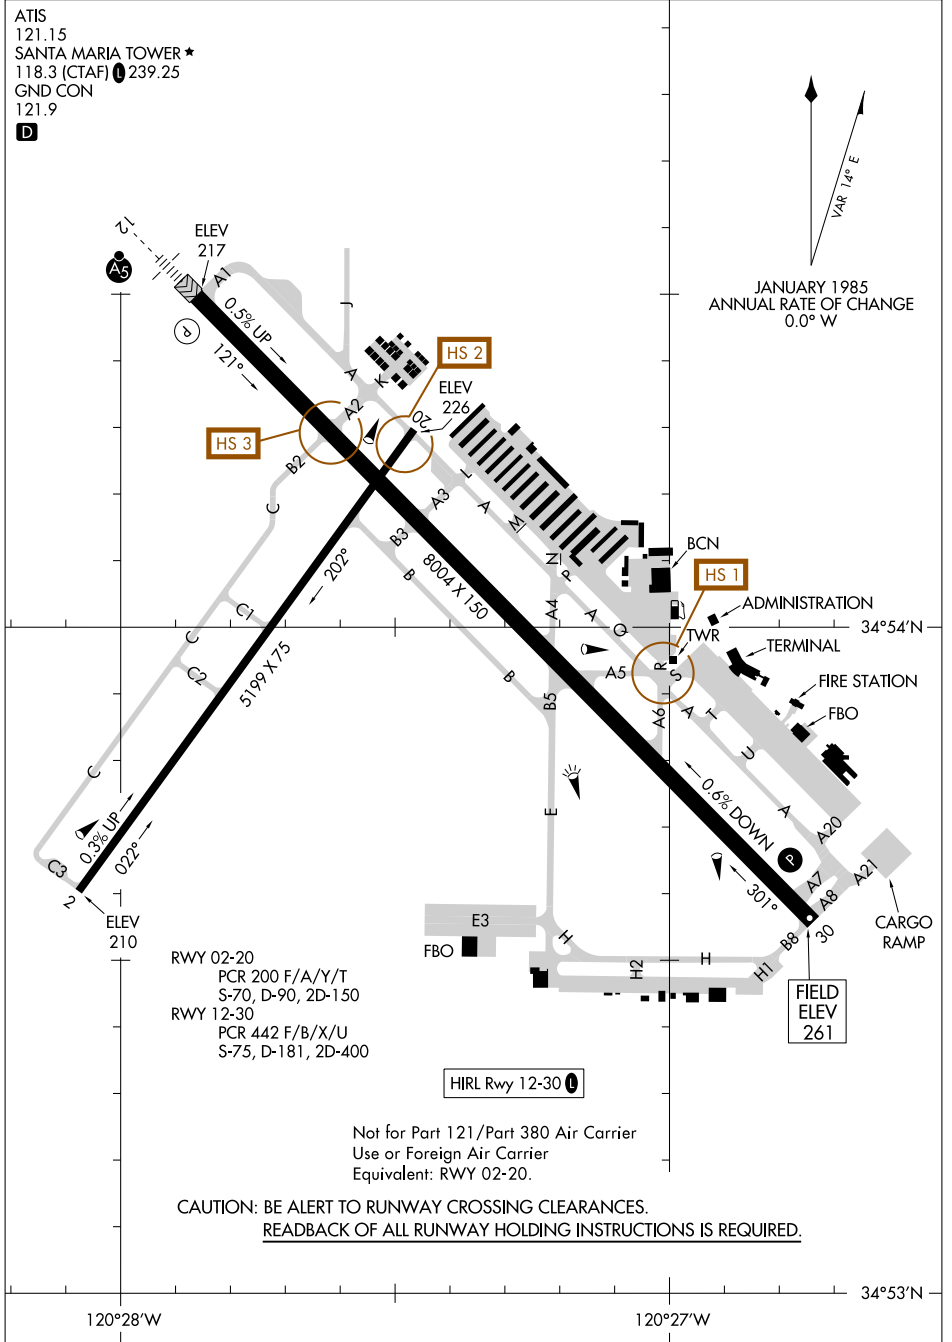 ATIS
121.15
SANTA MARIA TOWER ★
118.3 (CTAF) L 239.25
GND CON
121.9
D
VAR 14° E
JANUARY 1985
ANNUAL RATE OF CHANGE
0.0° W
12
A5
ELEV
217
A1
J
0.5% UP
P
121°
A
K
HS 2
ELEV
226
20
A2
HS 3
B2
C
L
A3
A
M
B3
B
202°
8004 X 150
N
P
BCN
HS 1
C1
A4
A
Q
ADMINISTRATION
34°54'N
TWR
TERMINAL
C
5199 X 75
C2
B
A5
R
S
FIRE STATION
FBO
B5
A6
A
T
U
C
E
0.6% DOWN
A
A20
0.3% UP
022°
P
C3
2
ELEV
210
301°
A7
A8
A21
CARGO
RAMP
E3
FBO
H
H2
H
H1
B8
30
FIELD
ELEV
261
RWY 02-20
PCR 200 F/A/Y/T
S-70, D-90, 2D-150
RWY 12-30
PCR 442 F/B/X/U
S-75, D-181, 2D-400
HIRL Rwy 12-30 L
Not for Part 121/Part 380 Air Carrier
Use or Foreign Air Carrier
Equivalent: RWY 02-20.
CAUTION: BE ALERT TO RUNWAY CROSSING CLEARANCES.
READBACK OF ALL RUNWAY HOLDING INSTRUCTIONS IS REQUIRED.
34°53'N
120°28'W
120°27'W